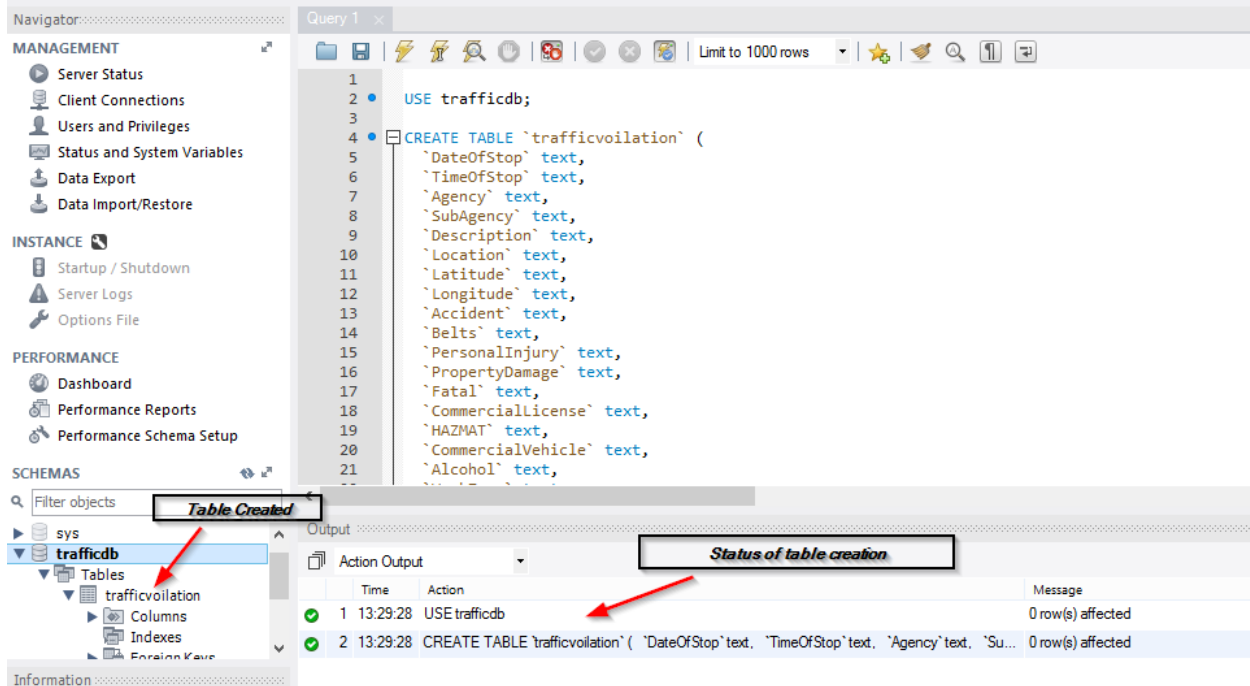 Navigator
MANAGEMENT
Server Status
Client Connections
Users and Privileges
Status and System Variables
Data Export
Data Import/Restore
INSTANCE
Startup / Shutdown
Server Logs
Options File
PERFORMANCE
Dashboard
Performance Reports
Performance Schema Setup
SCHEMAS
Filter objects
Table Created
sys
trafficdb
Tables
trafficvoilation
Columns
Indexes
Foreign Keys
Information
Query 1
Limit to 1000 rows
1
2 USE trafficdb;
3
4 CREATE TABLE `trafficvoilation` (
5 `DateOfStop` text,
6 `TimeOfStop` text,
7 `Agency` text,
8 `SubAgency` text,
9 `Description` text,
10 `Location` text,
11 `Latitude` text,
12 `Longitude` text,
13 `Accident` text,
14 `Belts` text,
15 `PersonalInjury` text,
16 `PropertyDamage` text,
17 `Fatal` text,
18 `CommercialLicense` text,
19 `HAZMAT` text,
20 `CommercialVehicle` text,
21 `Alcohol` text,
Output
Status of table creation
Action Output
Time Action Message
1 13:29:28 USE trafficdb 0 row(s) affected
2 13:29:28 CREATE TABLE `trafficvoilation` ( `DateOfStop` text, `TimeOfStop` text, `Agency` text, `Su... 0 row(s) affected